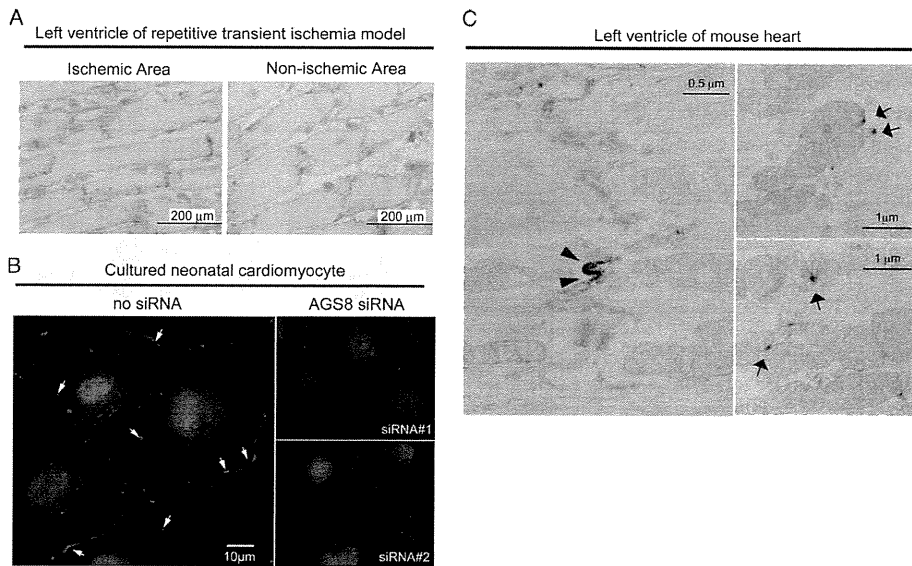 A
Left ventricle of repetitive transient ischemia model
Ischemic Area
Non-ischemic Area
200 μm
200 μm
B
Cultured neonatal cardiomyocyte
no siRNA
AGS8 siRNA
siRNA#1
siRNA#2
10μm
C
Left ventricle of mouse heart
0.5 μm
1μm
1 μm